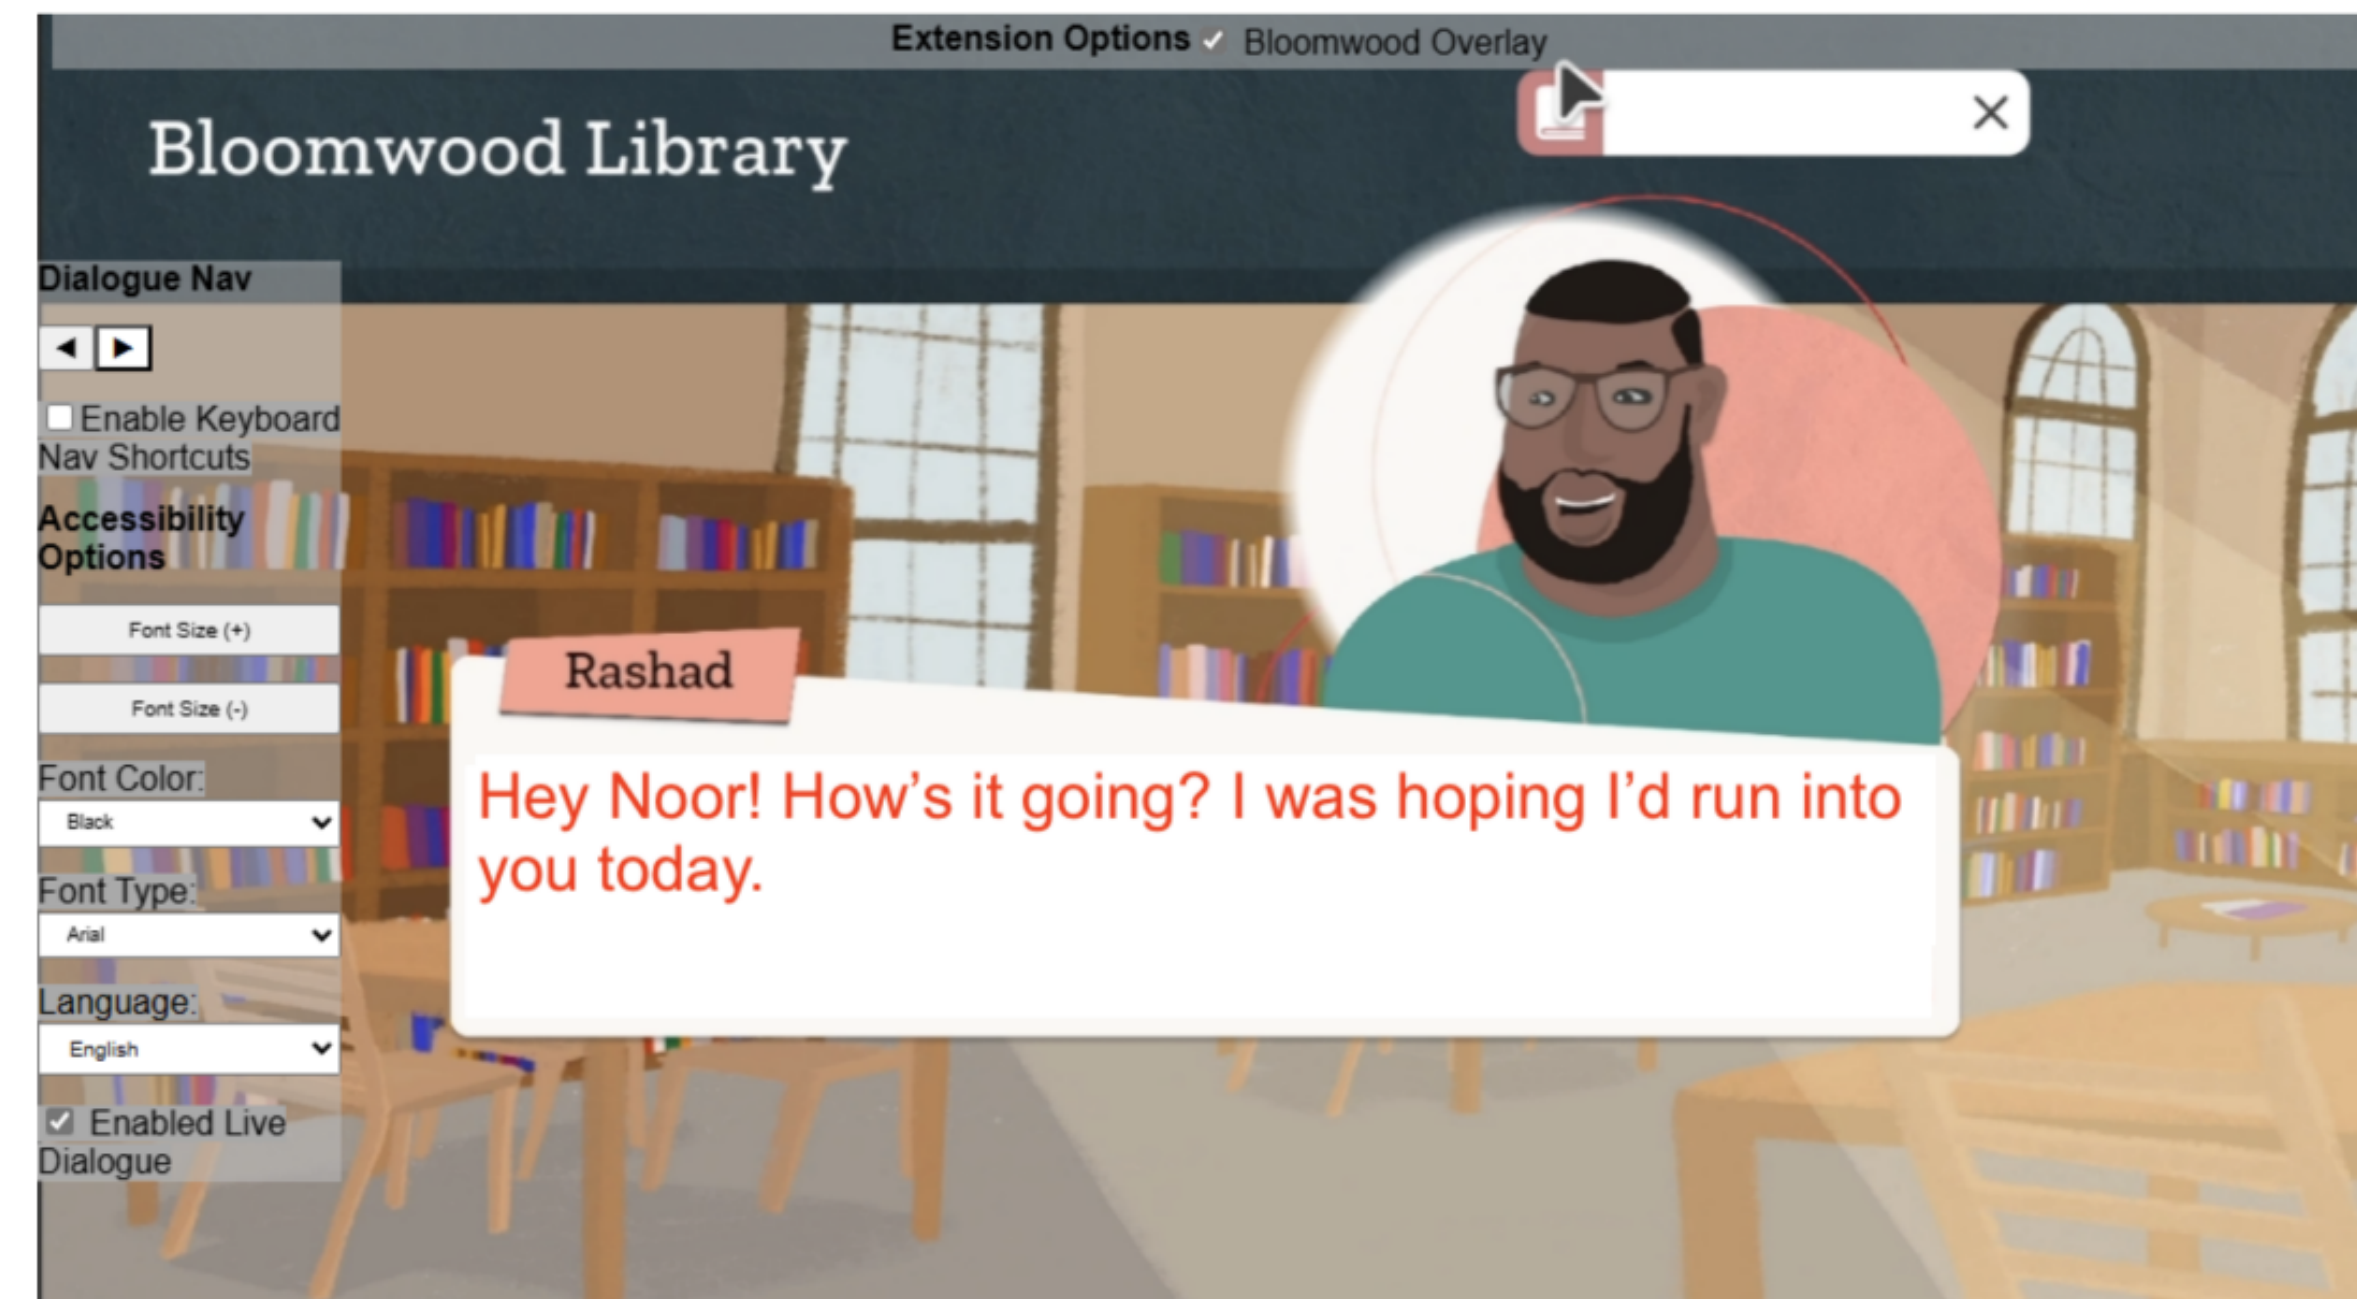 Extension Options Bloomwood Overlay
Bloomwood Library
Dialogue Nav
Enable Keyboard
Nav Shortcuts
Accessibility
Options
Font Size (+)
Font Size (-)
Font Color:
Black
Font Type:
Arial
Language:
English
Enabled Live
Dialogue
Rashad
Hey Noor! How’s it going? I was hoping I’d run into
you today.